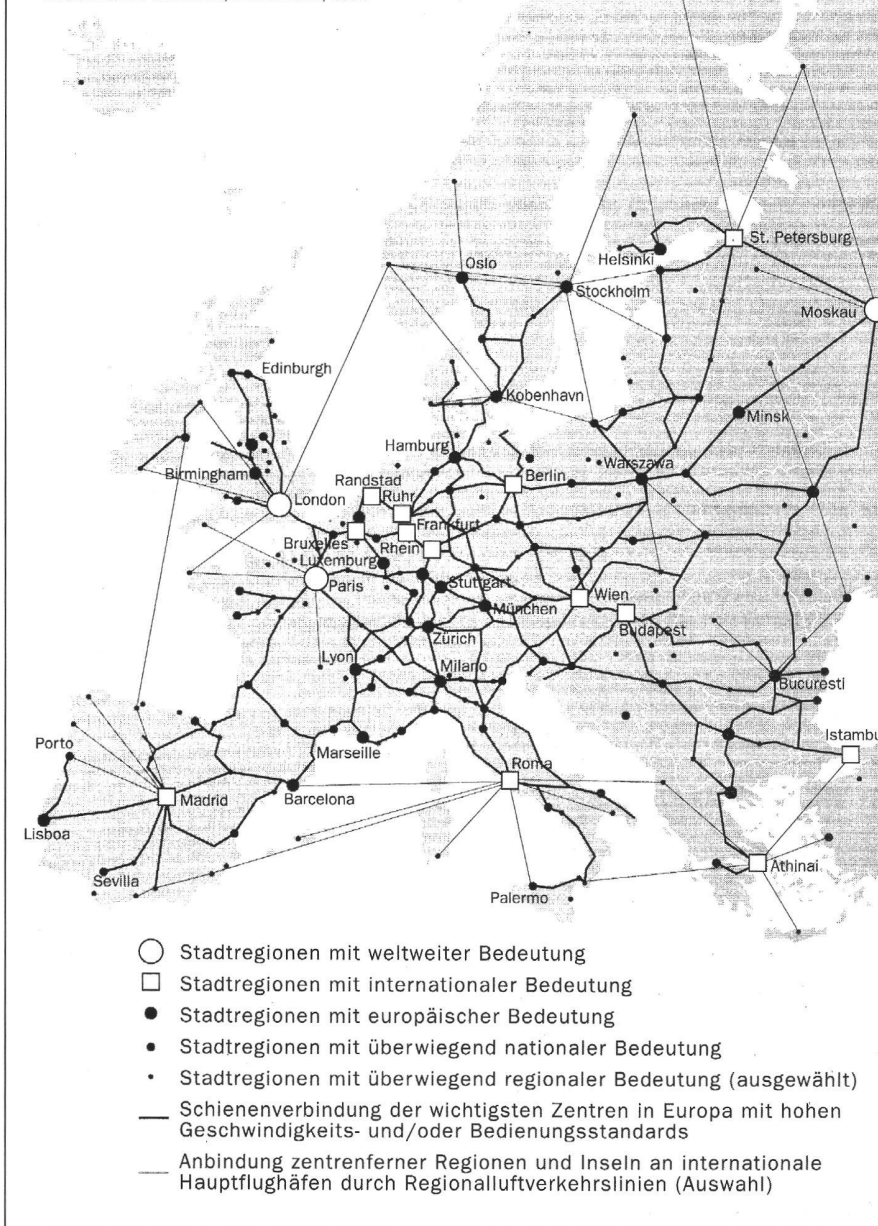 St. Petersburg
Helsinki
Oslo
Stockholm
Moskau
Edinburgh
Kobenhavn
Minsk
Hamburg
Birmingham
Randstad
Berlin
Warszawa
Ruhr
London
Frankfurt
Bruxelles
Rhein
Luxemburg
Paris
Stuttgart
Wien
München
Budapest
Zürich
Lyon
Milano
Bucuresti
Porto
Marseille
Roma
Istambu
Madrid
Barcelona
Lisboa
Sevilla
Athinai
Palermo
Stadtregionen mit weltweiter Bedeutung
Stadtregionen mit internationaler Bedeutung
Stadtregionen mit europäischer Bedeutung
Stadtregionen mit überwiegend nationaler Bedeutung
Stadtregionen mit überwiegend regionaler Bedeutung (ausgewählt)
Schienenverbindung der wichtigsten Zentren in Europa mit hohen
Geschwindigkeits- und/oder Bedienungsstandards
Anbindung zentrenferner Regionen und Inseln an internationale
Hauptflughäfen durch Regionalluftverkehrslinien (Auswahl)